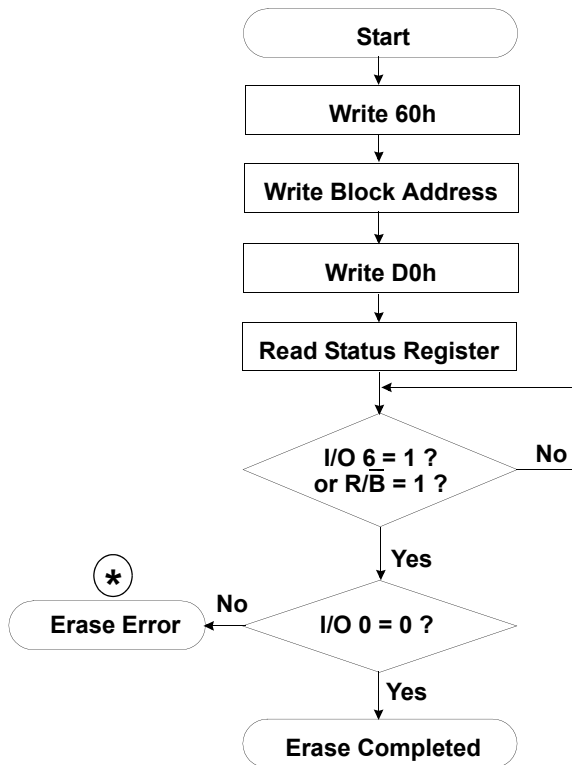 Start
Write 60h
Write Block Address
Write D0h
Read Status Register
I/O 6 = 1 ?
or R/B̅ = 1 ?
No
Yes
*
No
Erase Error
I/O 0 = 0 ?
Yes
Erase Completed